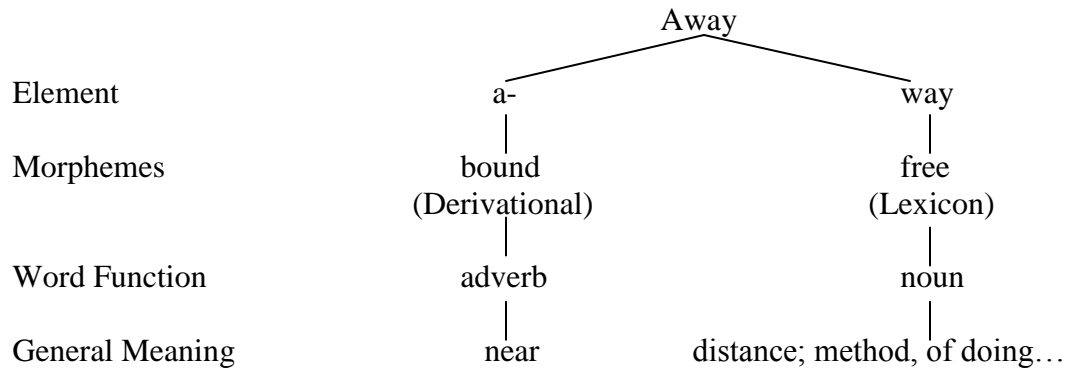 Away
Element a- way
Morphemes bound free
(Derivational) (Lexicon)
Word Function adverb noun
General Meaning near distance; method, of doing…